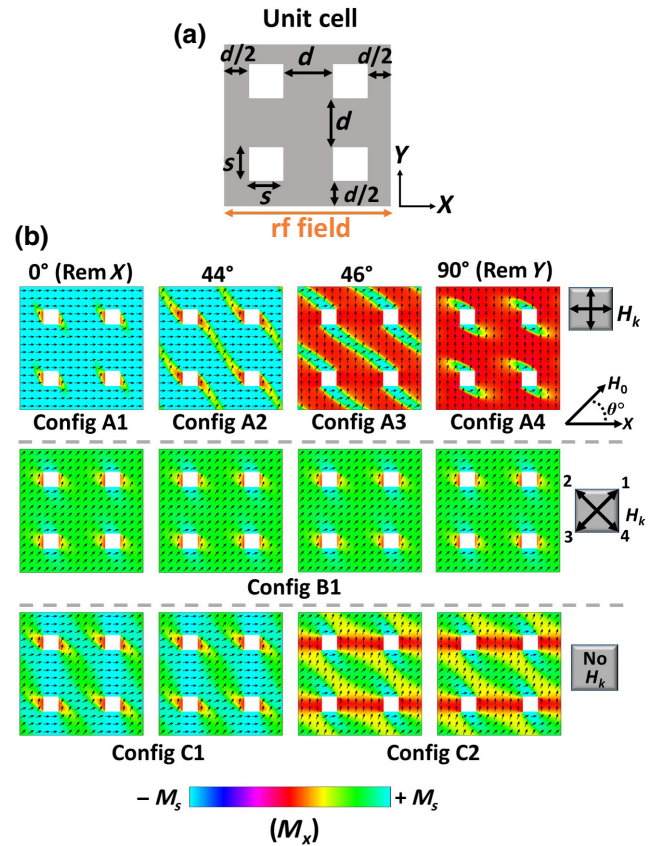 Unit cell
(a)
d/2 d d/2
d
s
s
d/2
Y
X
rf field
(b)
0° (Rem X) 44° 46° 90° (Rem Y)
H_k
H_0
θ°
X
Config A1 Config A2 Config A3 Config A4
2 1
H_k
3 4
Config B1
No
H_k
Config C1 Config C2
− M_s + M_s
(M_x)